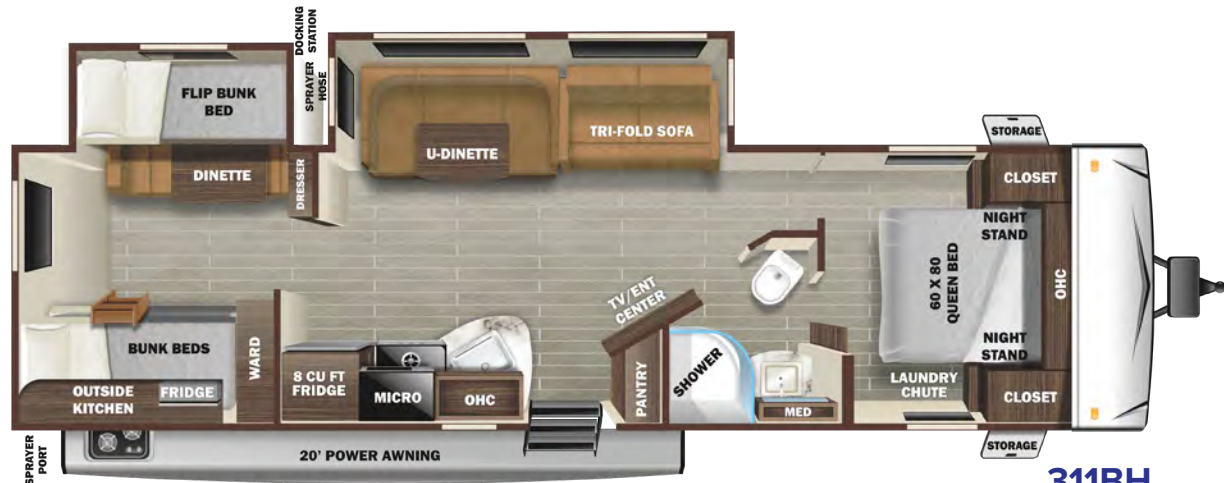 DOCKING
STATION
SPRAYER
HOSE
FLIP BUNK
BED
DINETTE
DRESSER
U-DINETTE
TRI-FOLD SOFA
STORAGE
CLOSET
NIGHT
STAND
60 X 80
QUEEN BED
OHC
NIGHT
STAND
TV/ENT
CENTER
BUNK BEDS
WARD
8 CU FT
FRIDGE
MICRO
OHC
PANTRY
SHOWER
MED
LAUNDRY
CHUTE
CLOSET
OUTSIDE
KITCHEN
FRIDGE
STORAGE
SPRAYER
PORT
20' POWER AWNING
311BH